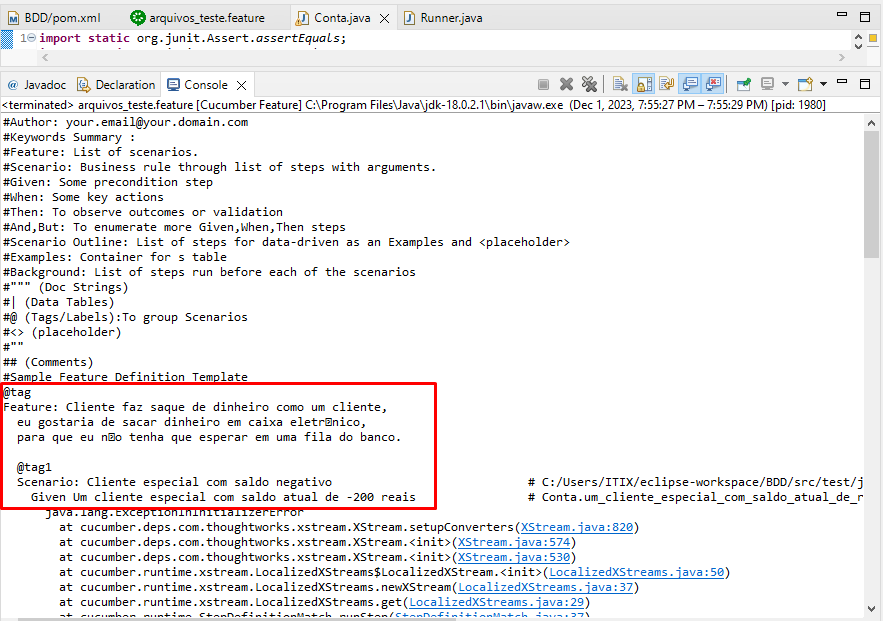 BDD/pom.xml arquivos_teste.feature Conta.java Runner.java
1 import static org.junit.Assert.assertEquals;
@ Javadoc Declaration Console
<terminated> arquivos_teste.feature [Cucumber Feature] C:\Program Files\Java\jdk-18.0.2.1\bin\javaw.exe (Dec 1, 2023, 7:55:27 PM – 7:55:29 PM) [pid: 1980]
#Author: your.email@your.domain.com
#Keywords Summary :
#Feature: List of scenarios.
#Scenario: Business rule through list of steps with arguments.
#Given: Some precondition step
#When: Some key actions
#Then: To observe outcomes or validation
#And,But: To enumerate more Given,When,Then steps
#Scenario Outline: List of steps for data-driven as an Examples and <placeholder>
#Examples: Container for s table
#Background: List of steps run before each of the scenarios
#""" (Doc Strings)
#| (Data Tables)
#@ (Tags/Labels):To group Scenarios
#<> (placeholder)
#""
## (Comments)
#Sample Feature Definition Template
@tag
Feature: Cliente faz saque de dinheiro como um cliente,
eu gostaria de sacar dinheiro em caixa eletr�nico,
para que eu n�o tenha que esperar em uma fila do banco.
@tag1
Scenario: Cliente especial com saldo negativo # C:/Users/ITIX/eclipse-workspace/BDD/src/test/j
Given Um cliente especial com saldo atual de -200 reais # Conta.um_cliente_especial_com_saldo_atual_de_r
java.lang.ExceptionInInitializerError
at cucumber.deps.com.thoughtworks.xstream.XStream.setupConverters(XStream.java:820)
at cucumber.deps.com.thoughtworks.xstream.XStream.<init>(XStream.java:574)
at cucumber.deps.com.thoughtworks.xstream.XStream.<init>(XStream.java:530)
at cucumber.runtime.xstream.LocalizedXStreams$LocalizedXStream.<init>(LocalizedXStreams.java:50)
at cucumber.runtime.xstream.LocalizedXStreams.newXStream(LocalizedXStreams.java:37)
at cucumber.runtime.xstream.LocalizedXStreams.get(LocalizedXStreams.java:29)
at cucumber.runtime.StepDefinitionMatch.runStep(StepDefinitionMatch.java:37)